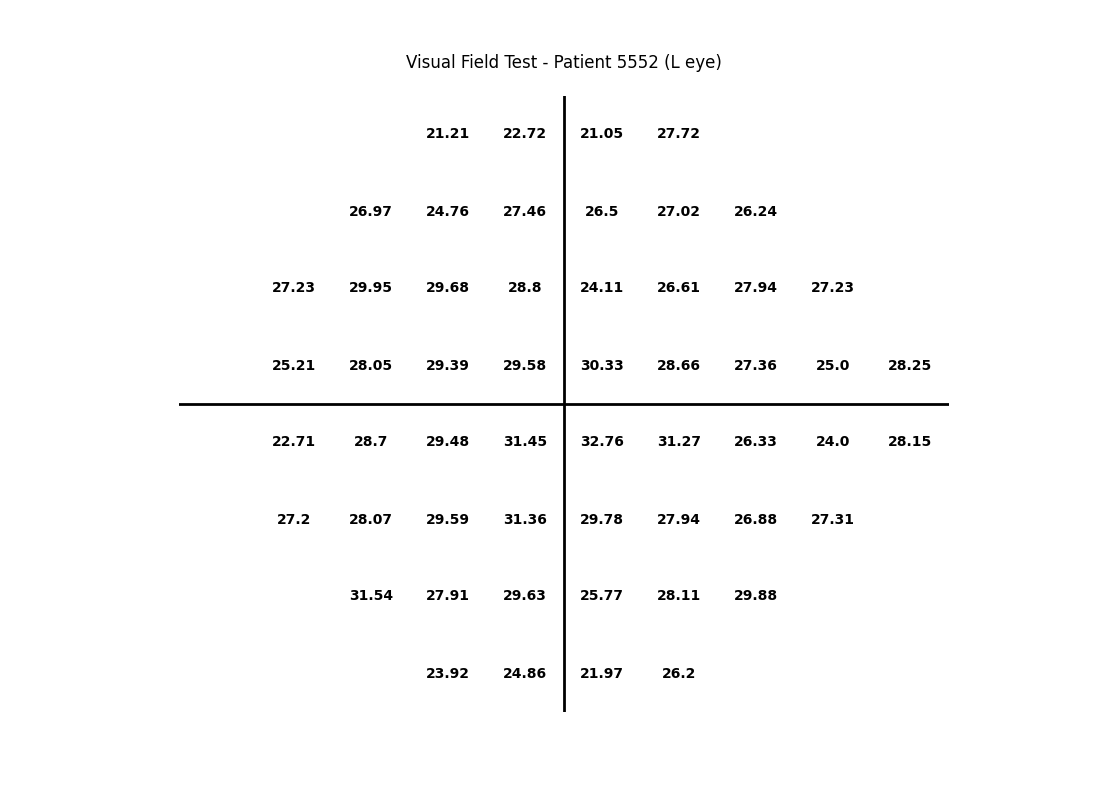 Visual Field Test - Patient 5552 (L eye)
21.21 22.72 21.05 27.72
26.97 24.76 27.46 26.5 27.02 26.24
27.23 29.95 29.68 28.8 24.11 26.61 27.94 27.23
25.21 28.05 29.39 29.58 30.33 28.66 27.36 25.0 28.25
22.71 28.7 29.48 31.45 32.76 31.27 26.33 24.0 28.15
27.2 28.07 29.59 31.36 29.78 27.94 26.88 27.31
31.54 27.91 29.63 25.77 28.11 29.88
23.92 24.86 21.97 26.2